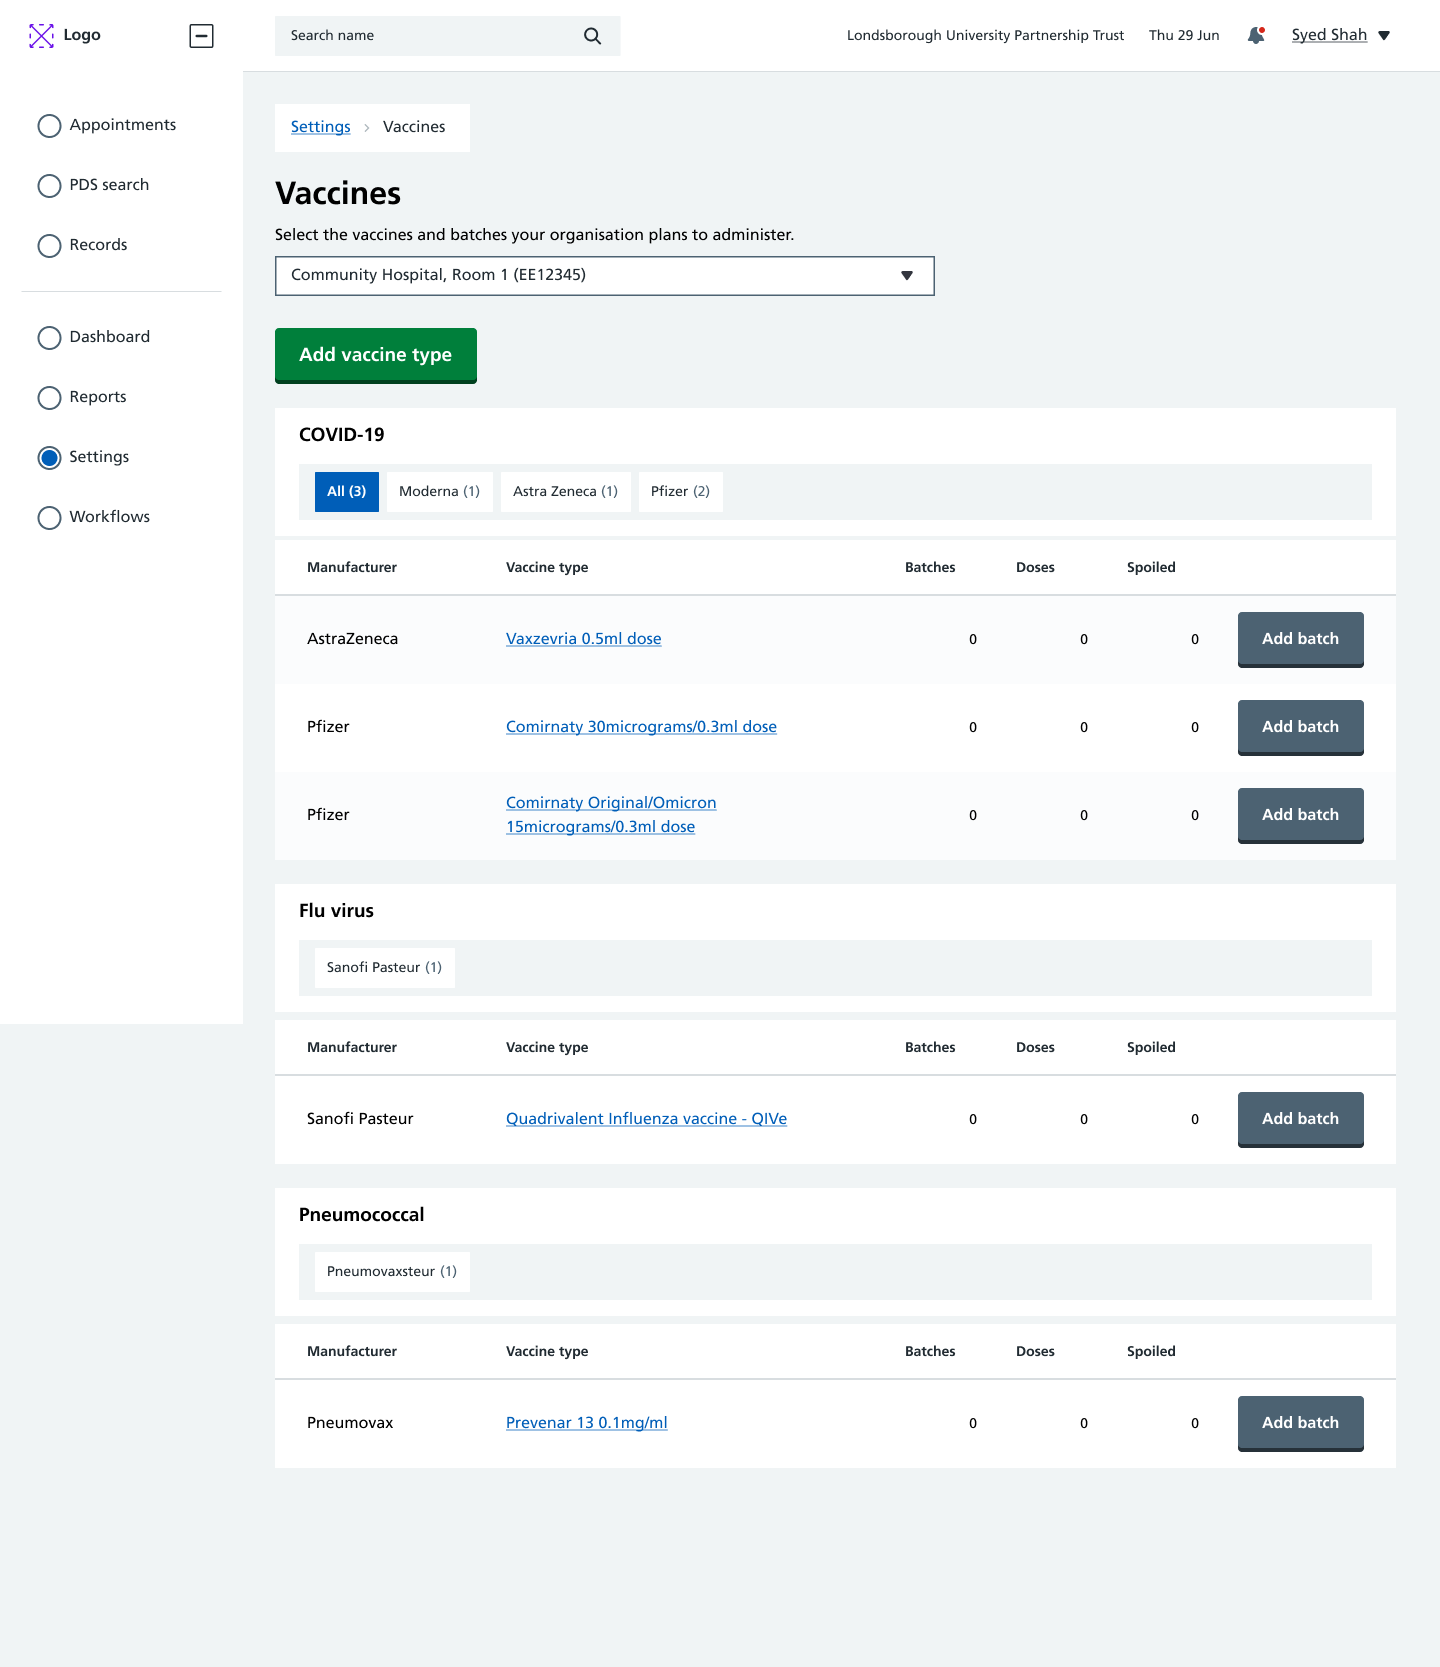 Logo
Search name
Londsborough University Partnership Trust
Thu 29 Jun
Syed Shah
Appointments
PDS search
Records
Dashboard
Reports
Settings
Workflows
Settings › Vaccines
Vaccines
Select the vaccines and batches your organisation plans to administer.
Community Hospital, Room 1 (EE12345)
Add vaccine type
COVID-19
All (3) Moderna (1) Astra Zeneca (1) Pfizer (2)
Manufacturer Vaccine type Batches Doses Spoiled
AstraZeneca Vaxzevria 0.5ml dose 0 0 0 Add batch
Pfizer Comirnaty 30micrograms/0.3ml dose 0 0 0 Add batch
Pfizer Comirnaty Original/Omicron
15micrograms/0.3ml dose 0 0 0 Add batch
Flu virus
Sanofi Pasteur (1)
Manufacturer Vaccine type Batches Doses Spoiled
Sanofi Pasteur Quadrivalent Influenza vaccine - QIVe 0 0 0 Add batch
Pneumococcal
Pneumovaxsteur (1)
Manufacturer Vaccine type Batches Doses Spoiled
Pneumovax Prevenar 13 0.1mg/ml 0 0 0 Add batch